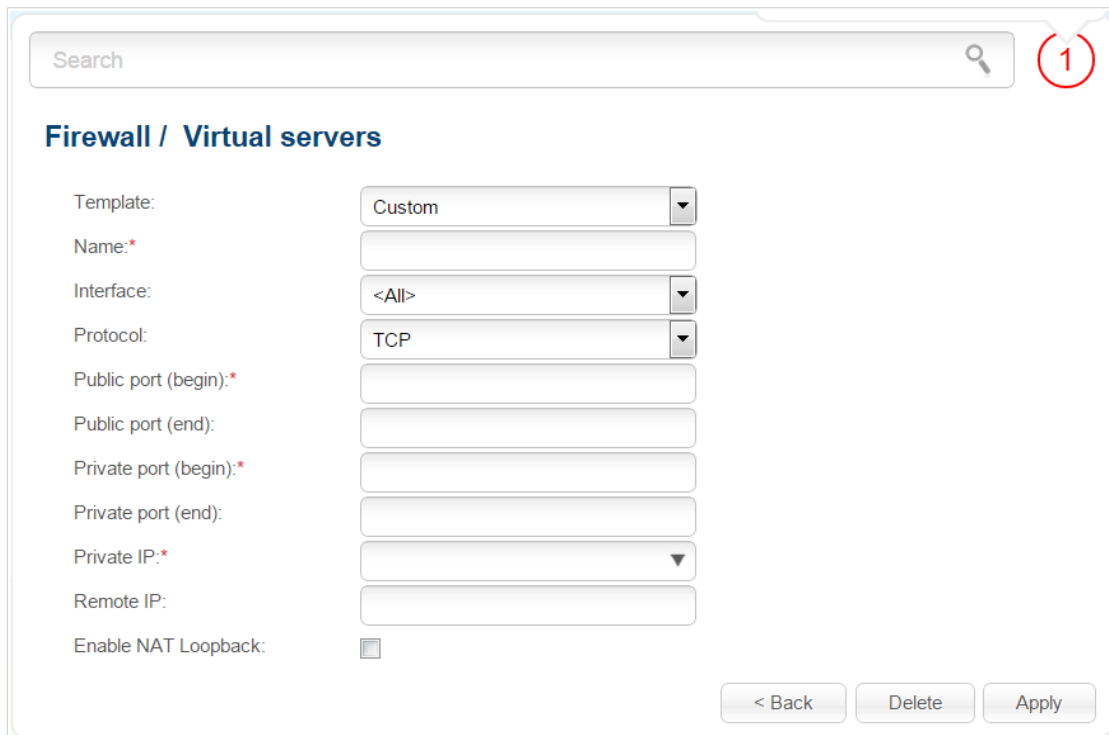 Search
1
Firewall / Virtual servers
Template:
Custom
Name:*
Interface:
<All>
Protocol:
TCP
Public port (begin):*
Public port (end):
Private port (begin):*
Private port (end):
Private IP:*
Remote IP:
Enable NAT Loopback:
< Back
Delete
Apply